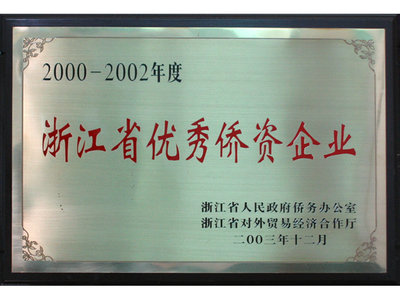 2000-2002年度
浙江省优秀侨资企业
浙江省人民政府侨务办公室
浙江省对外贸易经济合作厅
二00三年十二月